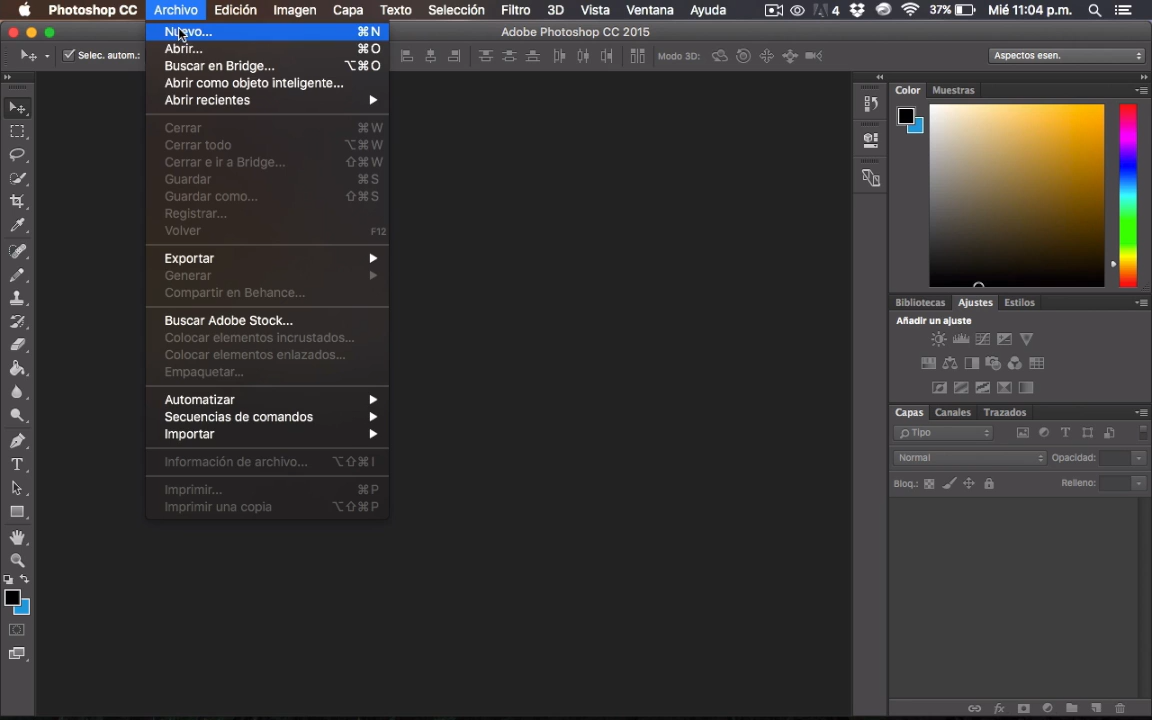 Photoshop CC Archivo Edición Imagen Capa Texto Selección Filtro 3D Vista Ventana Ayuda 4 37% Mié 11:04 p.m.
Adobe Photoshop CC 2015
Selec. autom.: Modo 3D: Aspectos esen.
Nuevo... ⌘N
Abrir... ⌘O
Buscar en Bridge... ⌥⌘O
Abrir como objeto inteligente...
Abrir recientes
Cerrar ⌘W
Cerrar todo ⌥⌘W
Cerrar e ir a Bridge... ⇧⌘W
Guardar ⌘S
Guardar como... ⇧⌘S
Registrar...
Volver F12
Exportar
Generar
Compartir en Behance...
Buscar Adobe Stock...
Colocar elementos incrustados...
Colocar elementos enlazados...
Empaquetar...
Automatizar
Secuencias de comandos
Importar
Información de archivo... ⌥⇧⌘I
Imprimir... ⌘P
Imprimir una copia ⌥⇧⌘P
Color Muestras
Bibliotecas Ajustes Estilos
Añadir un ajuste
Capas Canales Trazados
Tipo
Normal Opacidad:
Bloq.: Relleno: